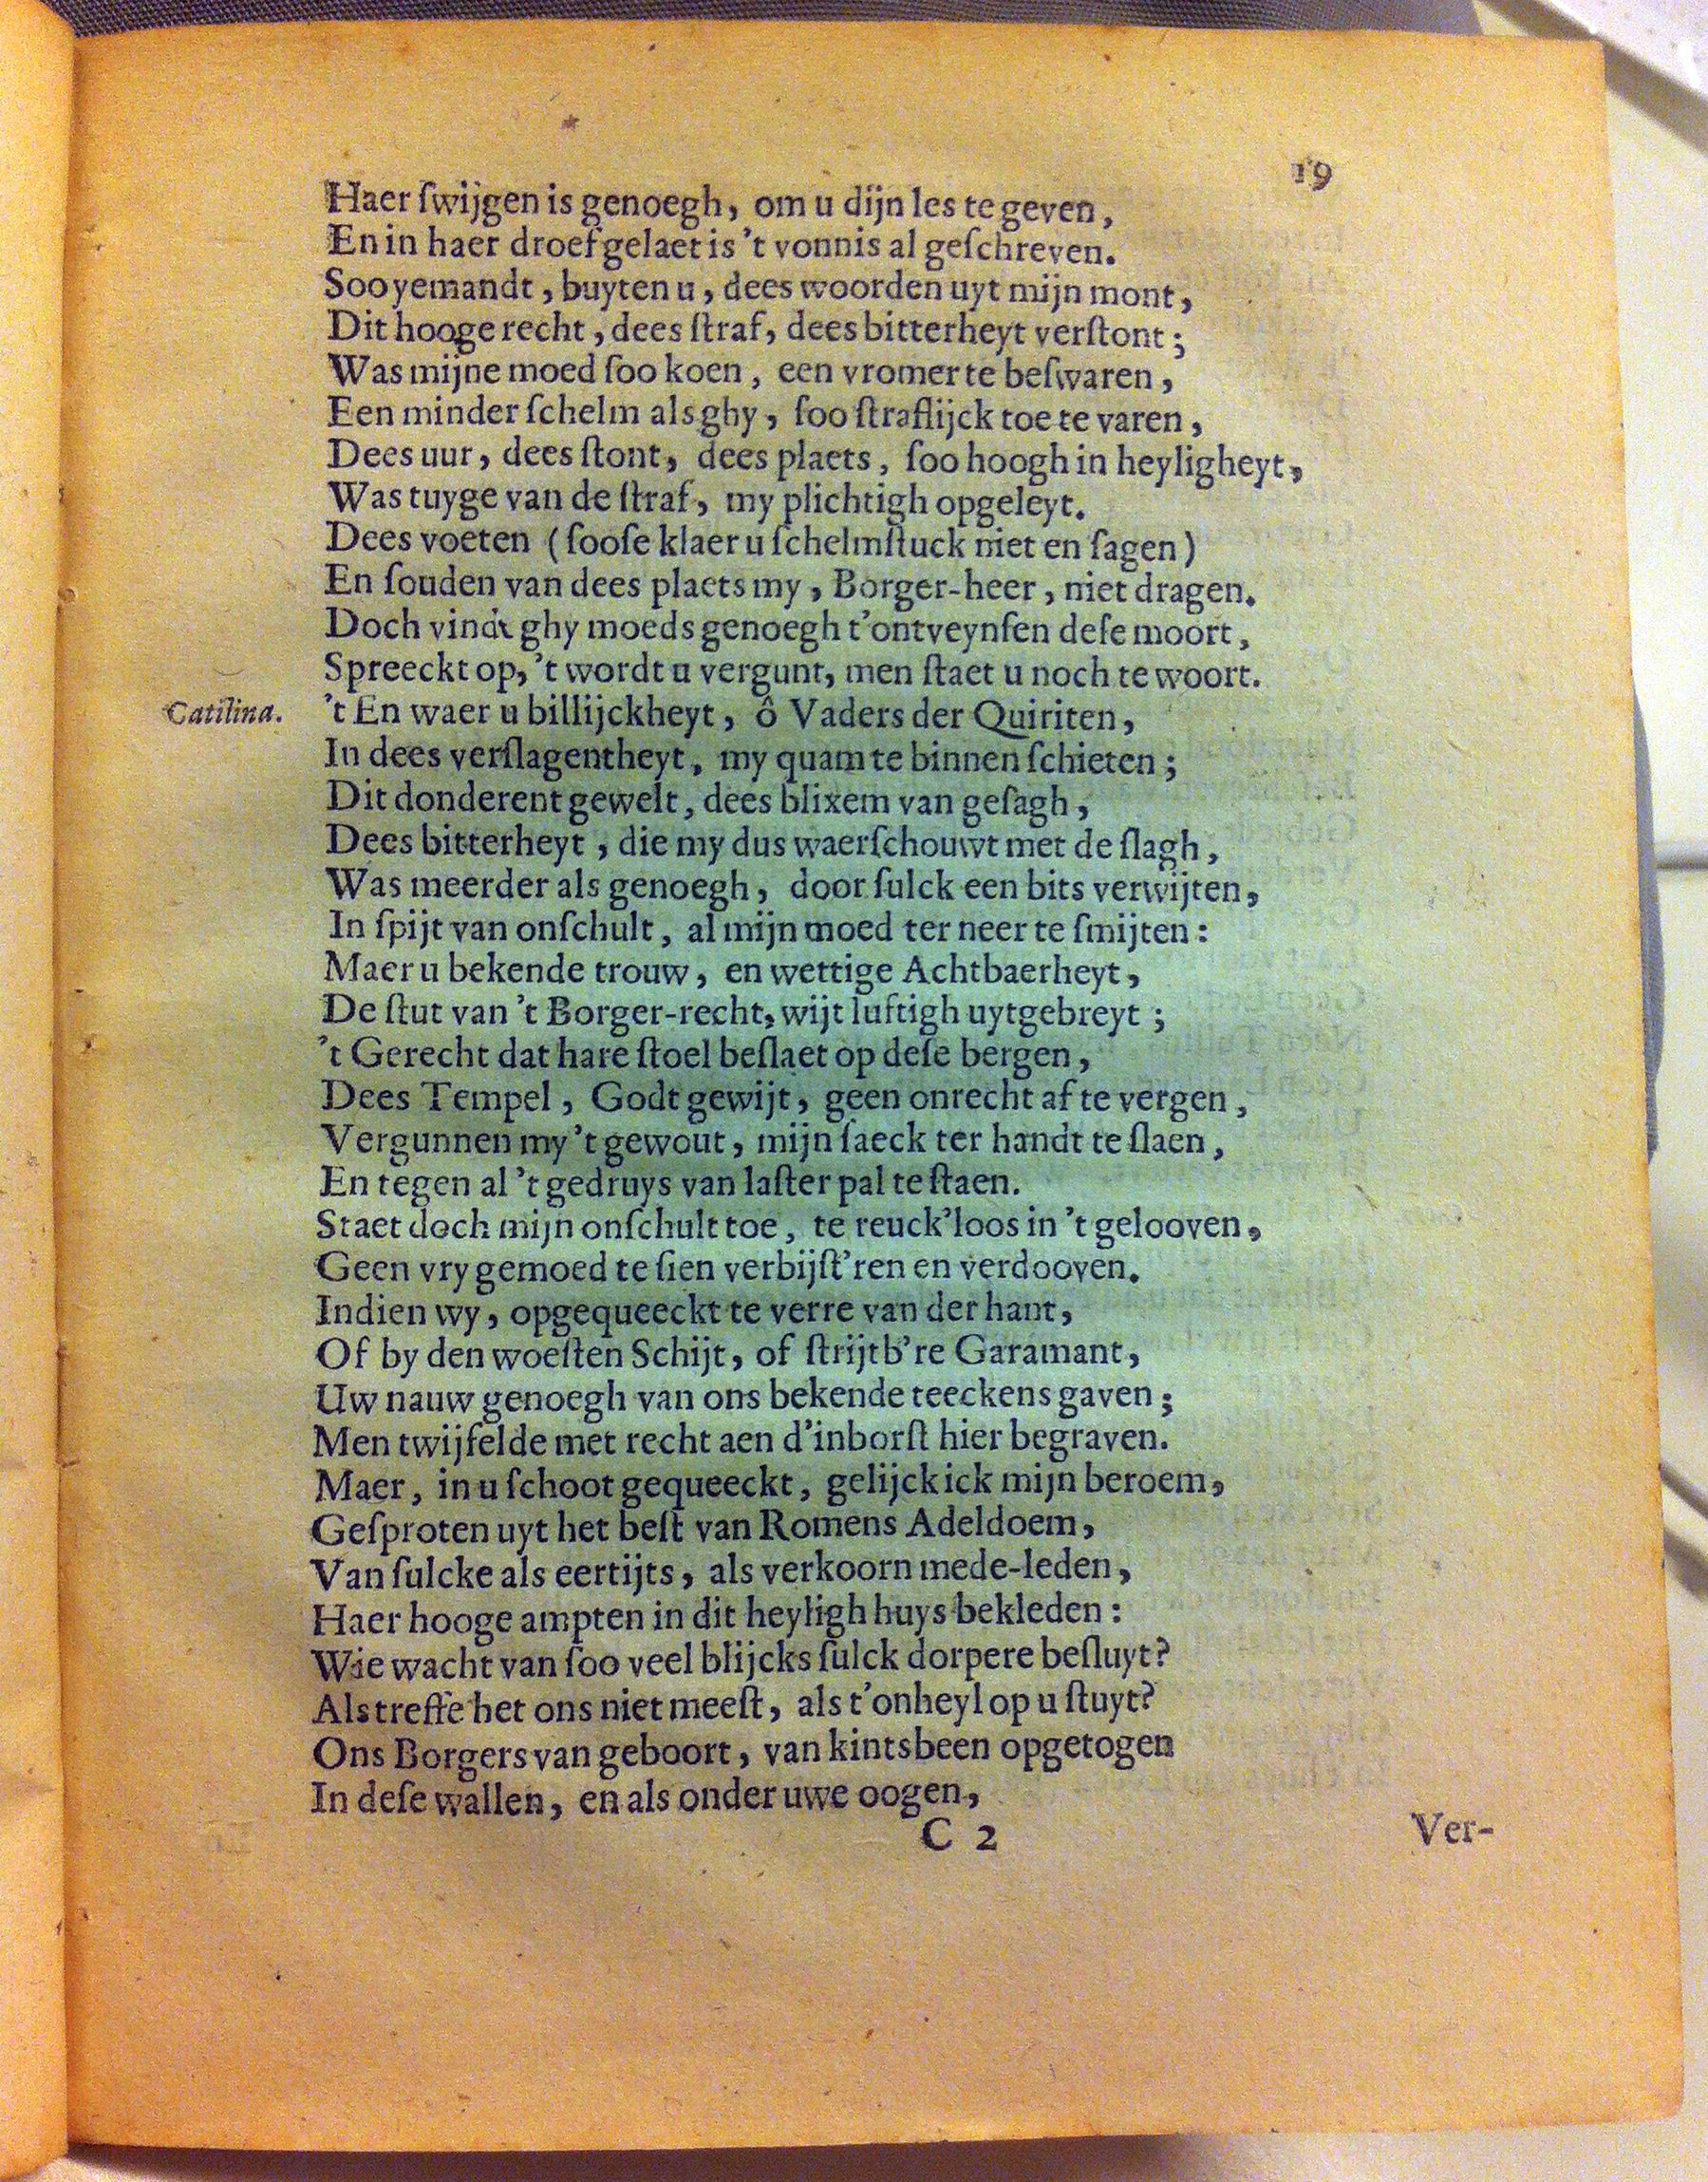 19
Haer ſwijgen is genoegh, om u dijn les te geven,
En in haer droef gelaet is 't vonnis al geſchreven.
Soo yemandt, buyten u, dees woorden uyt mijn mont,
Dit hooge recht, dees ſtraf, dees bitterheyt verſtont;
Was mijne moed ſoo koen, een vromer te beſwaren,
Een minder ſchelm als ghy, ſoo ſtraflijck toe te varen,
Dees uur, dees ſtont, dees plaets, ſoo hoogh in heyligheyt,
Was tuyge van de ſtraf, my plichtigh opgeleyt.
Dees voeten (ſooſe klaer u ſchelmſtuck niet en ſagen)
En ſouden van dees plaets my, Borger-heer, niet dragen.
Doch vindt ghy moeds genoegh t'ontveynſen deſe moort,
Spreeckt op, 't wordt u vergunt, men ſtaet u noch te woort.
Catilina. 't En waer u billijckheyt, ô Vaders der Quiriten,
In dees verſlagentheyt, my quam te binnen ſchieten;
Dit donderent gewelt, dees blixem van geſagh,
Dees bitterheyt, die my dus waerſchouwt met de ſlagh,
Was meerder als genoegh, door ſulck een bits verwijten,
In ſpijt van onſchult, al mijn moed ter neer te ſmijten:
Maer u bekende trouw, en wettige Achtbaerheyt,
De ſtut van 't Borger-recht, wijt luftigh uytgebreyt;
't Gerecht dat hare ſtoel beſlaet op deſe bergen,
Dees Tempel, Godt gewijt, geen onrecht af te vergen,
Vergunnen my 't gewout, mijn ſaeck ter handt te ſlaen,
En tegen al 't gedruys van laſter pal te ſtaen.
Staet doch mijn onſchult toe, te reuck'loos in 't gelooven,
Geen vry gemoed te ſien verbijſt'ren en verdooven.
Indien wy, opgequeeckt te verre van der hant,
Of by den woeſten Schijt, of ſtrijtb're Garamant,
Uw nauw genoegh van ons bekende teeckens gaven;
Men twijfelde met recht aen d'inborſt hier begraven.
Maer, in u ſchoot gequeeckt, gelijck ick mijn beroem,
Geſproten uyt het beſt van Romens Adeldoem,
Van ſulcke als eertijts, als verkoorn mede-leden,
Haer hooge ampten in dit heyligh huys bekleden:
Wie wacht van ſoo veel blijcks ſulck dorpere beſluyt?
Als treffe het ons niet meeſt, als t'onheyl op u ſtuyt?
Ons Borgers van geboort, van kintsbeen opgetogen
In deſe wallen, en als onder uwe oogen,
C 2
Ver-